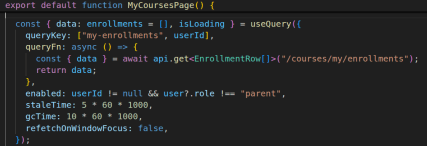 export default function MyCoursesPage() {
const { data: enrollments = [], isLoading } = useQuery({
queryKey: ["my-enrollments", userId],
queryFn: async () => {
const { data } = await api.get<EnrollmentRow[]>("/courses/my/enrollments");
return data;
},
enabled: userId != null && user?.role !== "parent",
staleTime: 5 * 60 * 1000,
gcTime: 10 * 60 * 1000,
refetchOnWindowFocus: false,
});